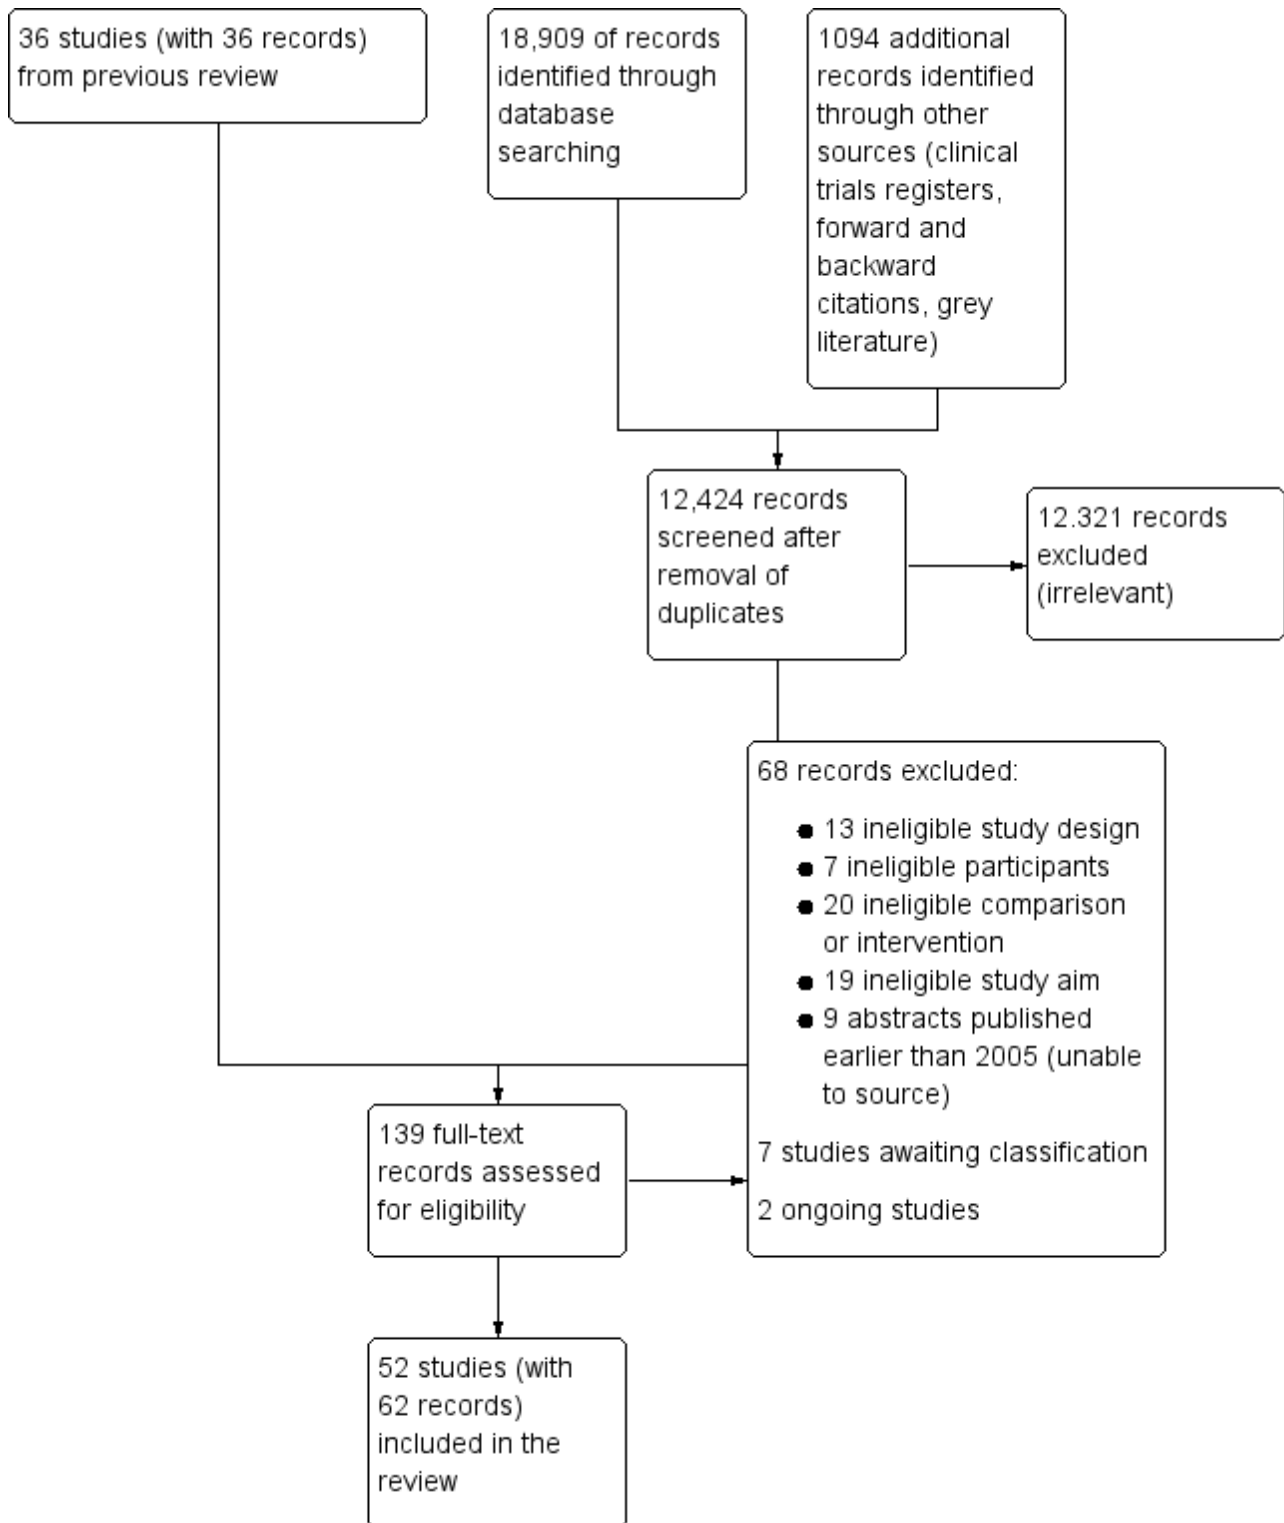 36 studies (with 36 records)
from previous review
18,909 of records
identified through
database
searching
1094 additional
records identified
through other
sources (clinical
trials registers,
forward and
backward
citations, grey
literature)
12,424 records
screened after
removal of
duplicates
12.321 records
excluded
(irrelevant)
68 records excluded:
● 13 ineligible study design
● 7 ineligible participants
● 20 ineligible comparison
or intervention
● 19 ineligible study aim
● 9 abstracts published
earlier than 2005 (unable
to source)
7 studies awaiting classification
2 ongoing studies
139 full-text
records assessed
for eligibility
52 studies (with
62 records)
included in the
review